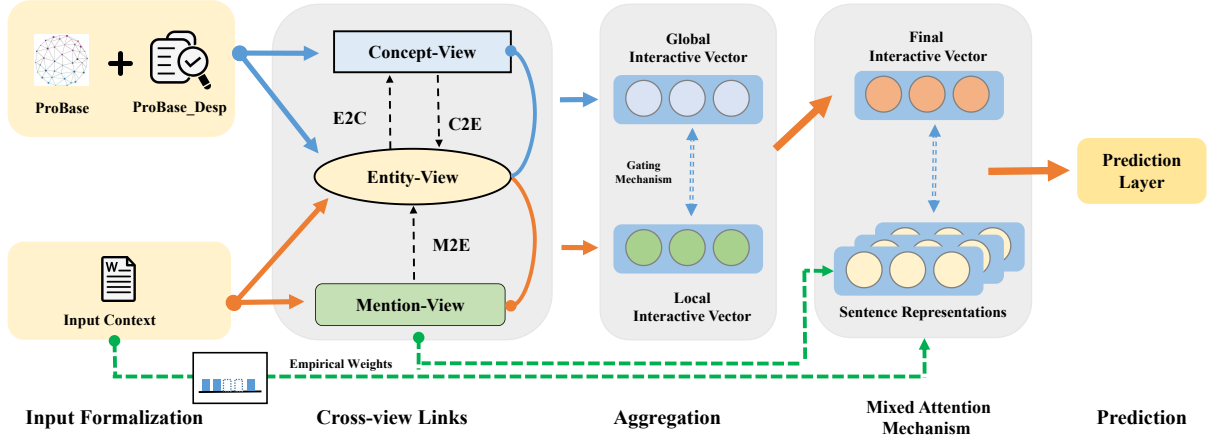 ProBase
ProBase_Desp
Input Context
W
Concept-View
E2C
C2E
Entity-View
M2E
Mention-View
Global
Interactive Vector
Gating
Mechanism
Local
Interactive Vector
Final
Interactive Vector
Sentence Representations
Prediction
Layer
Empirical Weights
Input Formalization
Cross-view Links
Aggregation
Mixed Attention
Mechanism
Prediction